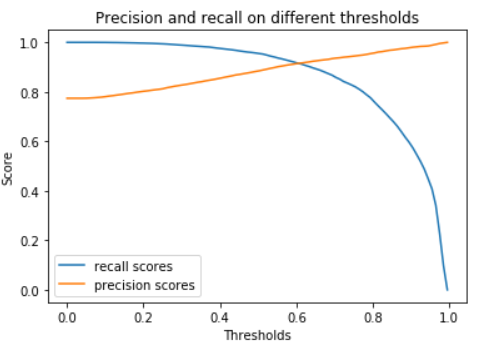 Precision and recall on different thresholds
1.0
0.8
0.6
0.4
0.2
0.0
Score
recall scores
precision scores
0.0 0.2 0.4 0.6 0.8 1.0
Thresholds